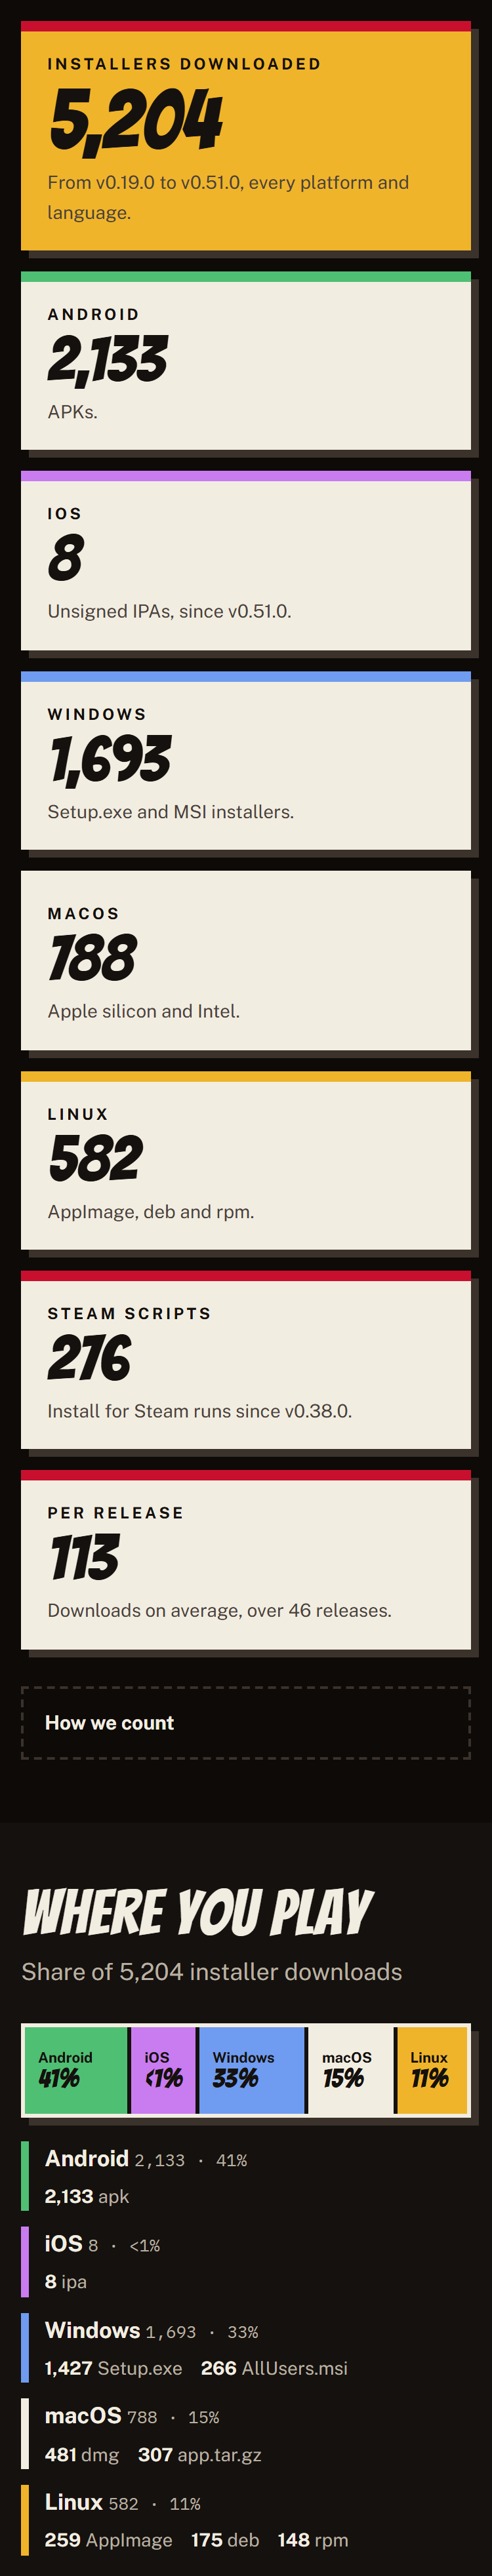 INSTALLERS DOWNLOADED
5,204
From v0.19.0 to v0.51.0, every platform and
language.
ANDROID
2,133
APKs.
IOS
8
Unsigned IPAs, since v0.51.0.
WINDOWS
1,693
Setup.exe and MSI installers.
MACOS
788
Apple silicon and Intel.
LINUX
582
AppImage, deb and rpm.
STEAM SCRIPTS
276
Install for Steam runs since v0.38.0.
PER RELEASE
113
Downloads on average, over 46 releases.
How we count
WHERE YOU PLAY
Share of 5,204 installer downloads
Android iOS Windows macOS Linux
41% <1% 33% 15% 11%
Android 2,133 · 41%
2,133 apk
iOS 8 · <1%
8 ipa
Windows 1,693 · 33%
1,427 Setup.exe 266 AllUsers.msi
macOS 788 · 15%
481 dmg 307 app.tar.gz
Linux 582 · 11%
259 AppImage 175 deb 148 rpm